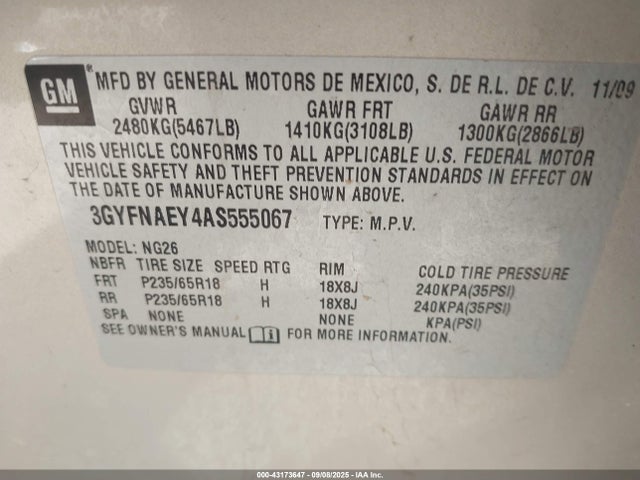 GM ® MFD BY GENERAL MOTORS DE MEXICO, S. DE R.L. DE C.V. 11/09
GVWR GAWR FRT GAWR RR
2480KG(5467LB) 1410KG(3108LB) 1300KG(2866LB)
THIS VEHICLE CONFORMS TO ALL APPLICABLE U.S. FEDERAL MOTOR
VEHICLE SAFETY AND THEFT PREVENTION STANDARDS IN EFFECT ON
THE DATE OF MANUFACTURE SHOWN ABOVE.
3GYFNAEY4AS555067 TYPE: M.P.V.
MODEL: NG26
NBFR TIRE SIZE SPEED RTG RIM COLD TIRE PRESSURE
FRT P235/65R18 H 18X8J 240KPA(35PSI)
RR P235/65R18 H 18X8J 240KPA(35PSI)
SPA NONE NONE KPA(PSI)
SEE OWNER'S MANUAL i FOR MORE INFORMATION.
000-43173647 - 09/08/2025 - IAA Inc.